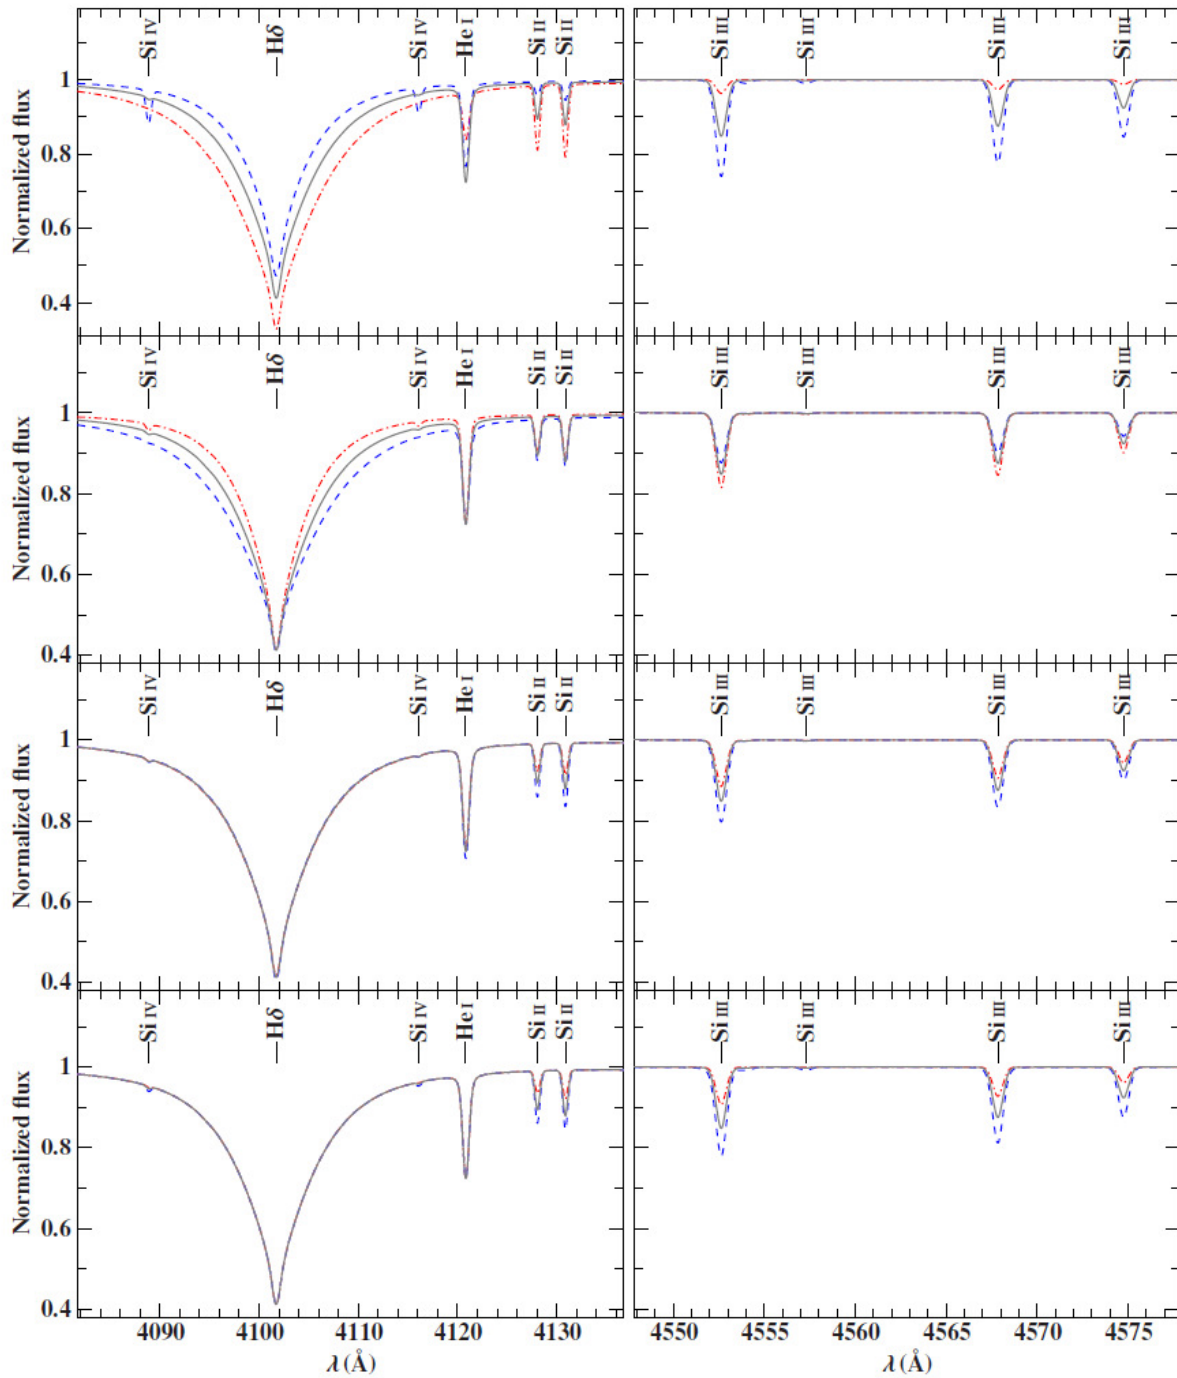 Si IV Hδ Si IV He I Si II Si II Si III Si III Si III Si III
Normalized flux
1
0.8
0.6
0.4
Si IV Hδ Si IV He I Si II Si II Si III Si III Si III Si III
Normalized flux
1
0.8
0.6
0.4
Si IV Hδ Si IV He I Si II Si II Si III Si III Si III Si III
Normalized flux
1
0.8
0.6
0.4
Si IV Hδ Si IV He I Si II Si II Si III Si III Si III Si III
Normalized flux
1
0.8
0.6
0.4
4090 4100 4110 4120 4130 4550 4555 4560 4565 4570 4575
λ (Å) λ (Å)